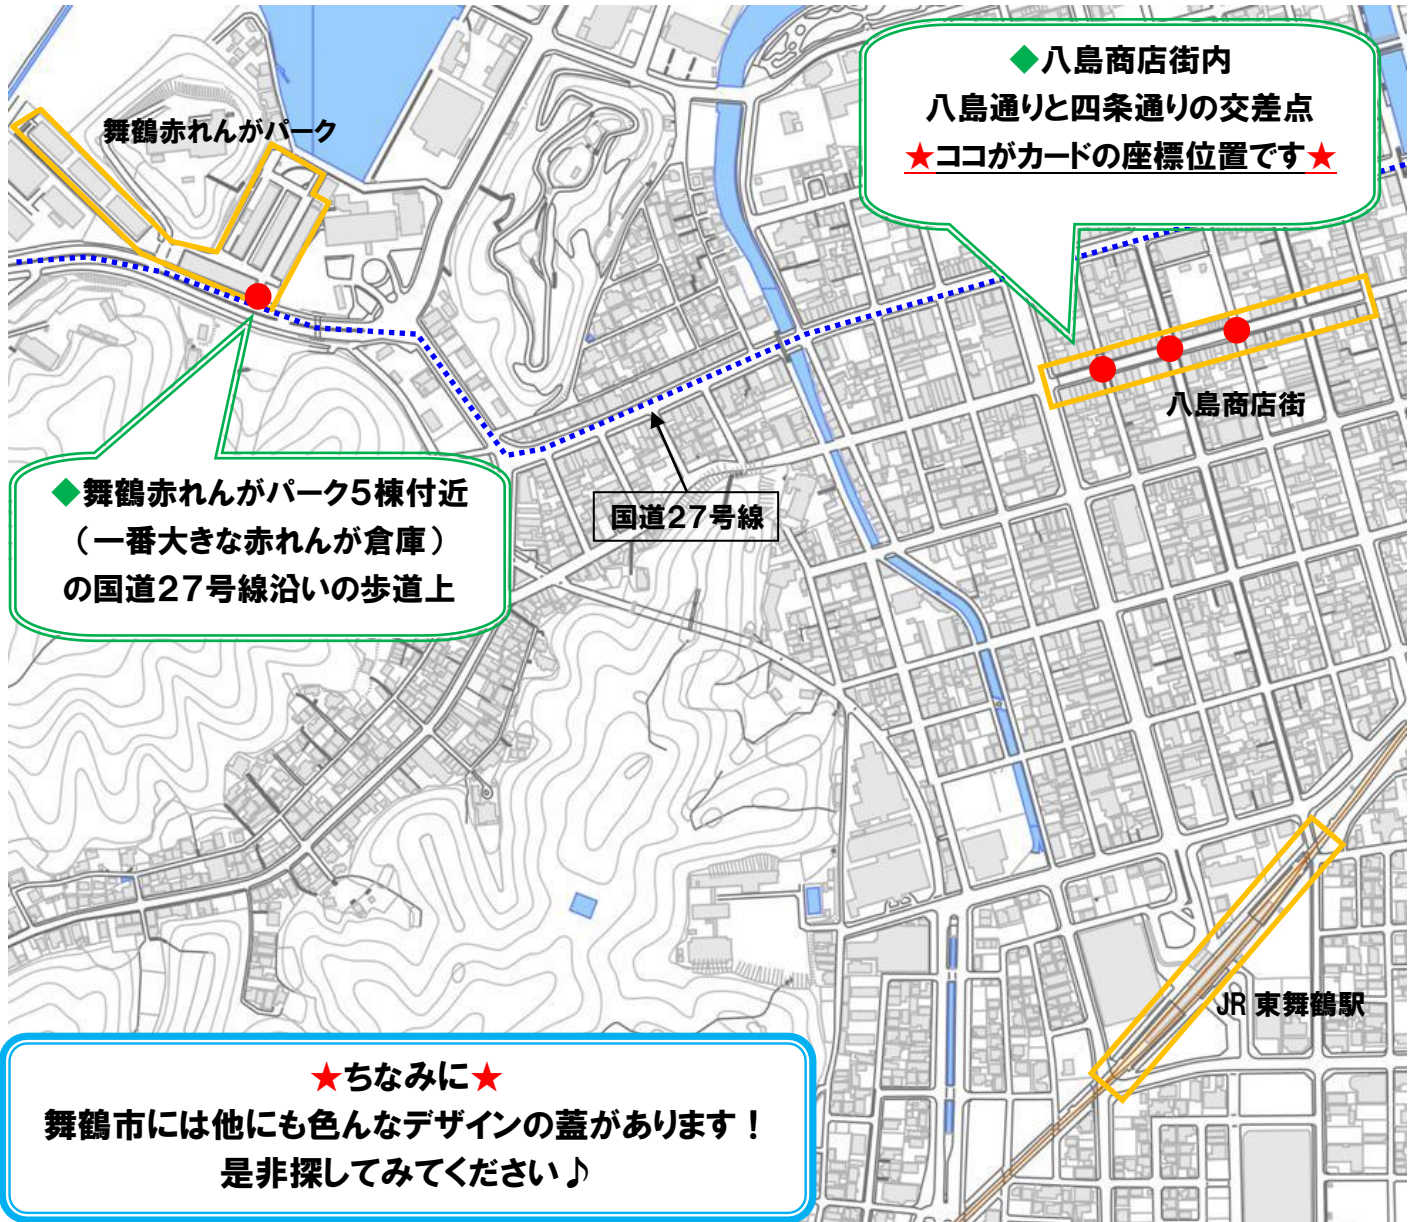 ◆八島商店街内
八島通りと四条通りの交差点
★ココがカードの座標位置です★
舞鶴赤れんがパーク
八島商店街
◆舞鶴赤れんがパーク5棟付近
（一番大きな赤れんが倉庫）
の国道27号線沿いの歩道上
国道27号線
JR 東舞鶴駅
★ちなみに★
舞鶴市には他にも色んなデザインの蓋があります！
是非探してみてください♪